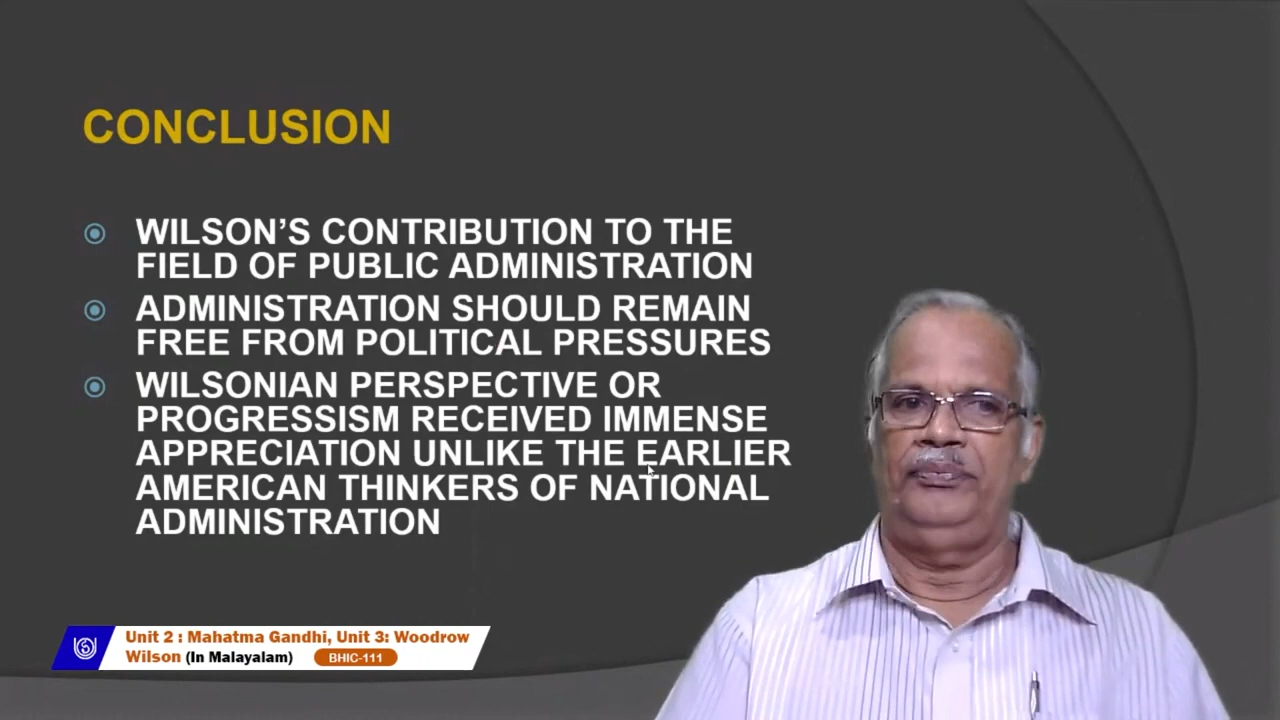 CONCLUSION
WILSON'S CONTRIBUTION TO THE
FIELD OF PUBLIC ADMINISTRATION
ADMINISTRATION SHOULD REMAIN
FREE FROM POLITICAL PRESSURES
WILSONIAN PERSPECTIVE OR
PROGRESSISM RECEIVED IMMENSE
APPRECIATION UNLIKE THE EARLIER
AMERICAN THINKERS OF NATIONAL
ADMINISTRATION
Unit 2 : Mahatma Gandhi, Unit 3: Woodrow
Wilson (In Malayalam) BHIC-111